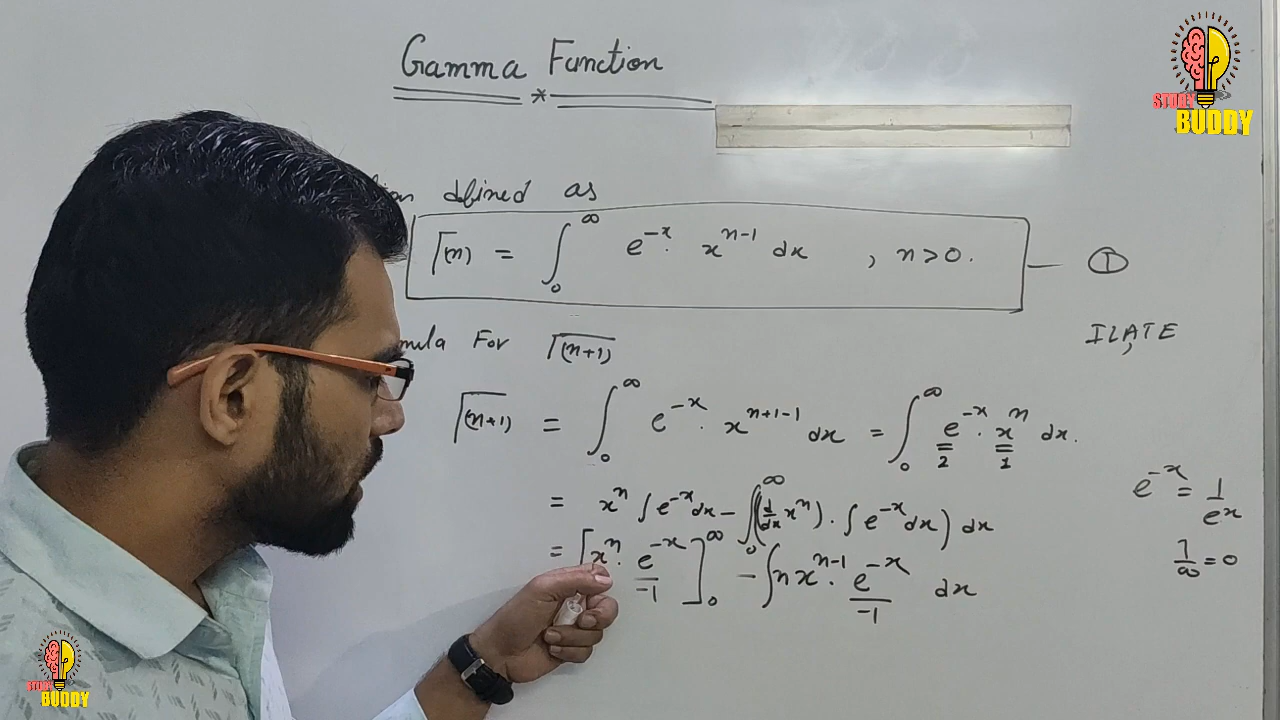 Gamma Function
*
defined as
Γ(n) = ∫₀^∞ e^{-x}. x^{n-1} dx , n>0. — ①
For Γ(n+1)
ILATE
Γ(n+1) = ∫₀^∞ e^{-x}. x^{n+1-1} dx = ∫₀^∞ e^{-x}. x^n dx.
2 1
= x^n ∫e^{-x}dx - ∫₀^∞ (d/dx x^n). ∫e^{-x}dx) dx
= [x^n. e^{-x}/-1]₀^∞ - ∫n x^{n-1}. e^{-x}/-1 dx
e^{-x} = 1/e^x
1/∞ = 0
STUDY
BUDDY
STUDY
BUDDY